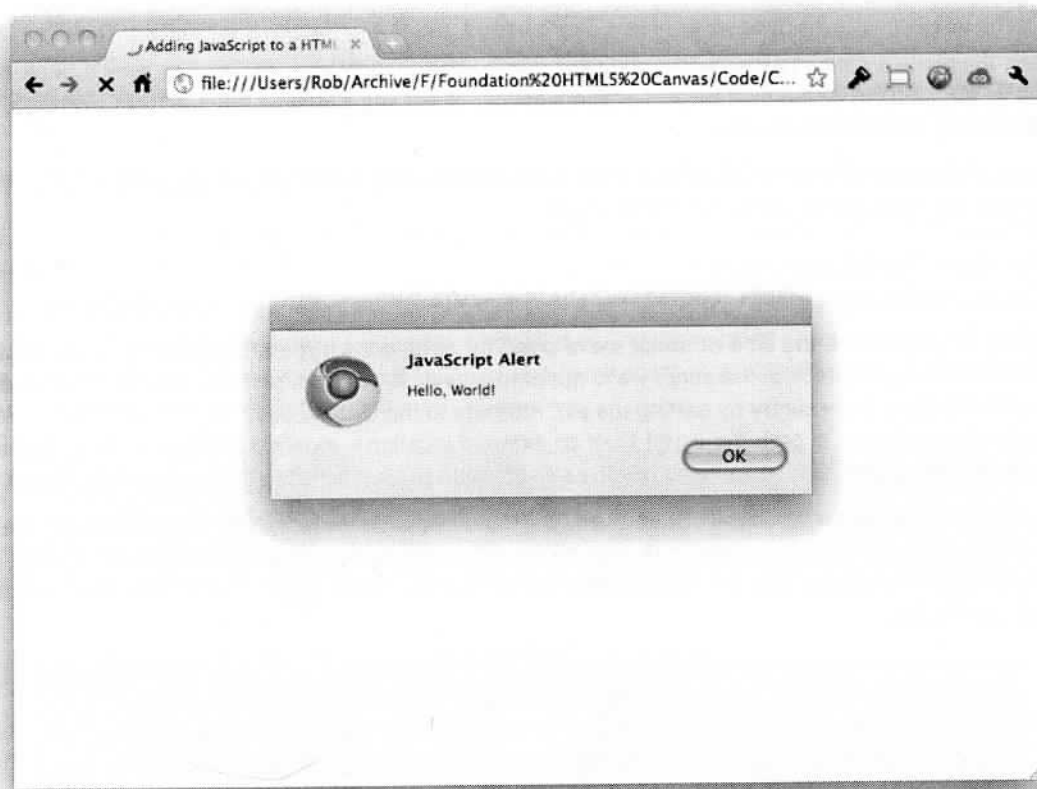 Adding JavaScript to a HTML
file:///Users/Rob/Archive/F/Foundation%20HTML5%20Canvas/Code/C...
JavaScript Alert
Hello, World!
OK